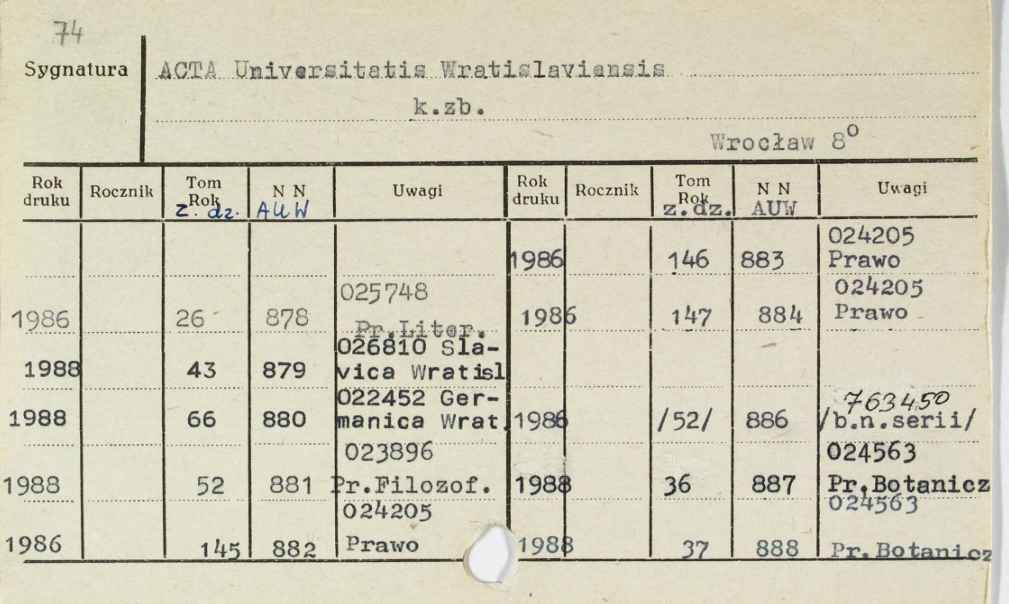 74
Sygnatura ACTA Universitatis Wratislaviensis
k.zb.
Wrocław 8º
Rok druku Rocznik Tom Rok z. dz. N N AUW Uwagi Rok druku Rocznik Tom Rok z.dz. N N AUW Uwagi
1986 26 878 025748
Pr.Liter.
1988 43 879 026810 Sla-
vica Wratisl
1988 66 880 022452 Ger-
manica Wrat.
1988 52 881 023896
Pr.Filozof.
1986 145 882 024205
Prawo
1986 146 883 024205
Prawo
1986 147 884 024205
Prawo
1986 /52/ 886 763450
/b.n.serii/
1988 36 887 024563
Pr.Botanicz
1988 37 888 024563
Pr.Botanicz